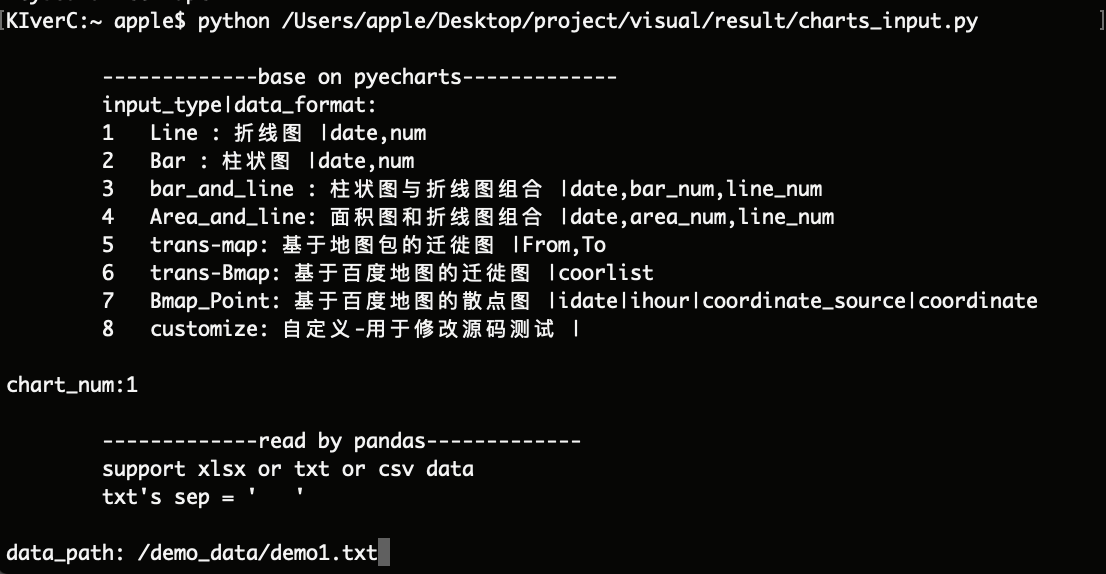 KIverC:~ apple$ python /Users/apple/Desktop/project/visual/result/charts_input.py
-------------base on pyecharts-------------
input_type|data_format:
1 Line : 折线图 |date,num
2 Bar : 柱状图 |date,num
3 bar_and_line : 柱状图与折线图组合 |date,bar_num,line_num
4 Area_and_line: 面积图和折线图组合 |date,area_num,line_num
5 trans-map: 基于地图包的迁徙图 |From,To
6 trans-Bmap: 基于百度地图的迁徙图 |coorlist
7 Bmap_Point: 基于百度地图的散点图 |idate|ihour|coordinate_source|coordinate
8 customize: 自定义-用于修改源码测试 |
chart_num:1
-------------read by pandas-------------
support xlsx or txt or csv data
txt's sep = '   '
data_path: /demo_data/demo1.txt